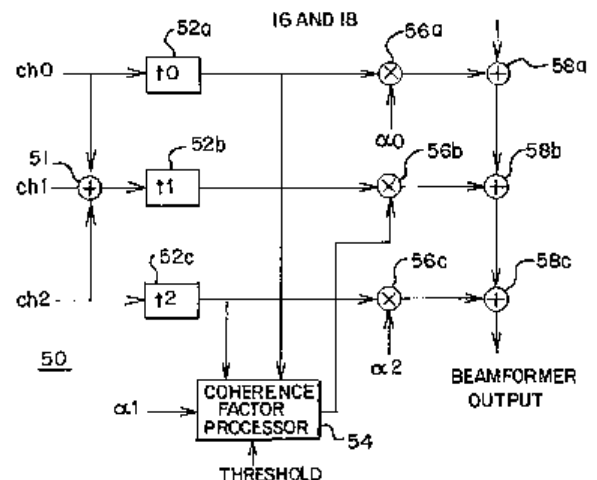 52a
16 AND 18
56a
ch0
t0
58a
α0
51
52b
56b
58b
ch1
t1
52c
56c
58c
ch2
t2
50
α2
BEAMFORMER
OUTPUT
α1
COHERENCE
FACTOR
PROCESSOR
54
THRESHOLD